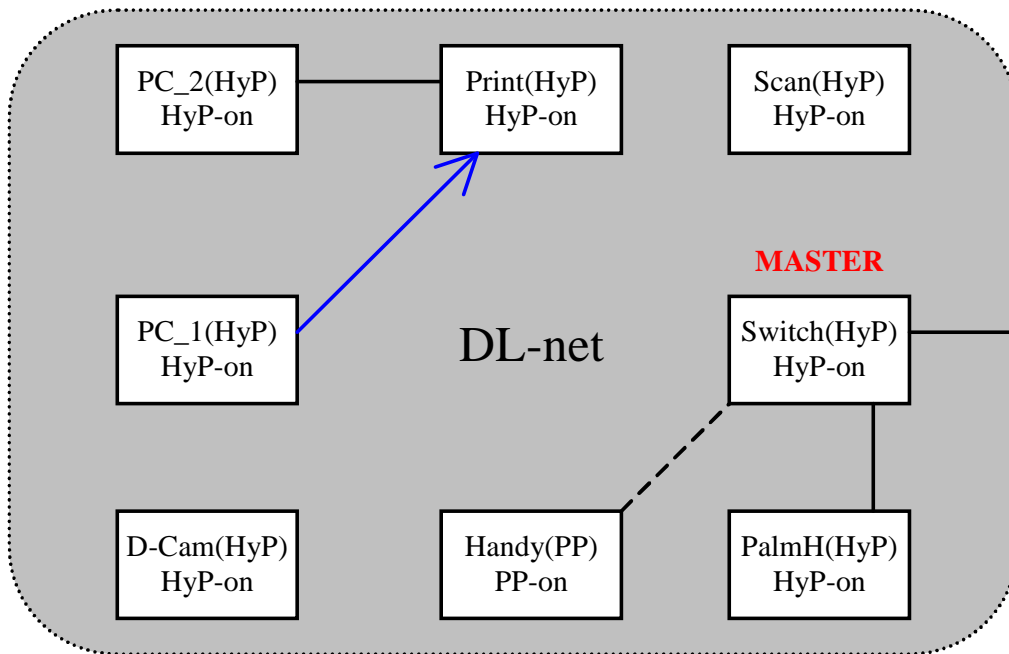 PC_2(HyP)
HyP-on
Print(HyP)
HyP-on
Scan(HyP)
HyP-on
MASTER
PC_1(HyP)
HyP-on
DL-net
Switch(HyP)
HyP-on
D-Cam(HyP)
HyP-on
Handy(PP)
PP-on
PalmH(HyP)
HyP-on